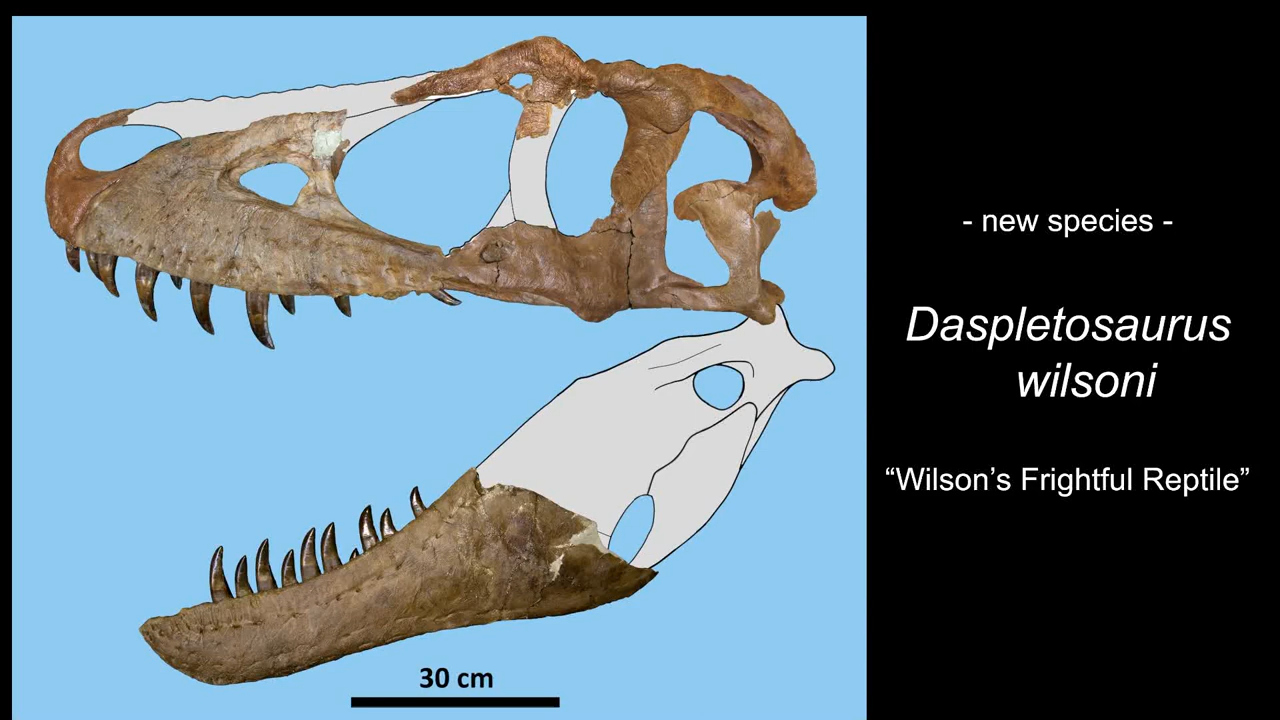 - new species -
Daspletosaurus
wilsoni
“Wilson’s Frightful Reptile”
30 cm